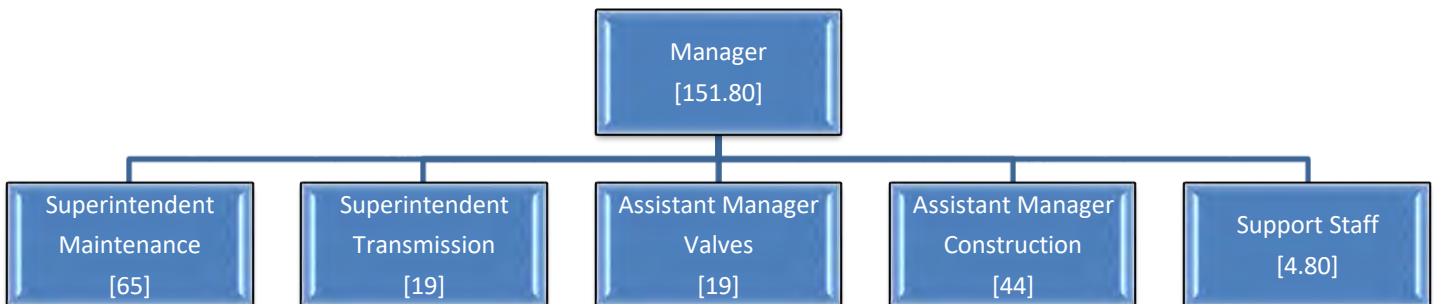 Manager
[151.80]
Superintendent
Maintenance
[65]
Superintendent
Transmission
[19]
Assistant Manager
Valves
[19]
Assistant Manager
Construction
[44]
Support Staff
[4.80]